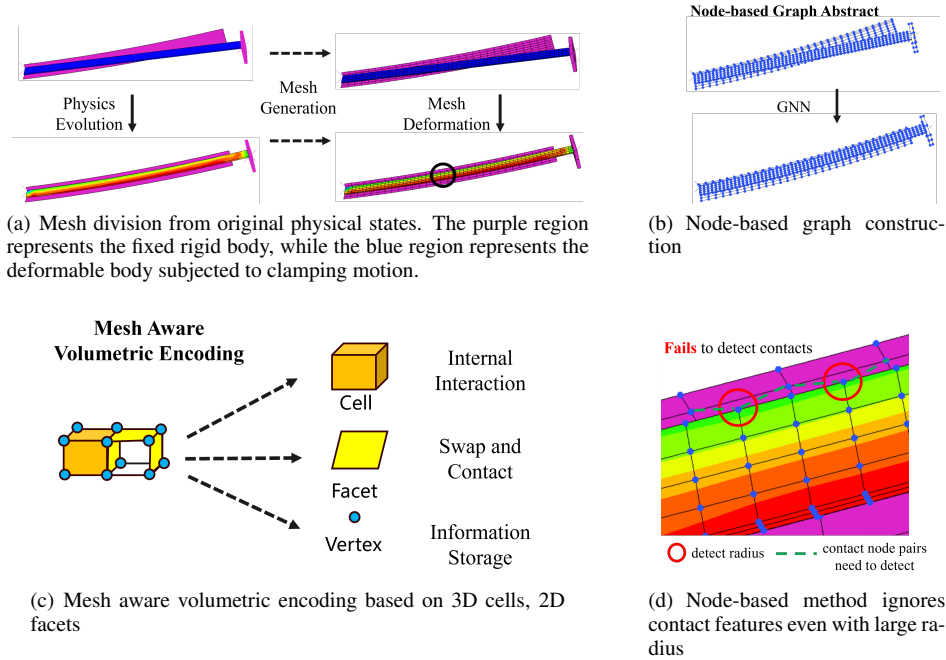 Physics
Evolution
Mesh
Generation
Mesh
Deformation
(a) Mesh division from original physical states. The purple region
represents the fixed rigid body, while the blue region represents the
deformable body subjected to clamping motion.
Node-based Graph Abstract
GNN
(b) Node-based graph construc-
tion
Mesh Aware
Volumetric Encoding
Cell
Internal
Interaction
Facet
Swap and
Contact
Vertex
Information
Storage
(c) Mesh aware volumetric encoding based on 3D cells, 2D
facets
Fails to detect contacts
detect radius
contact node pairs
need to detect
(d) Node-based method ignores
contact features even with large ra-
dius